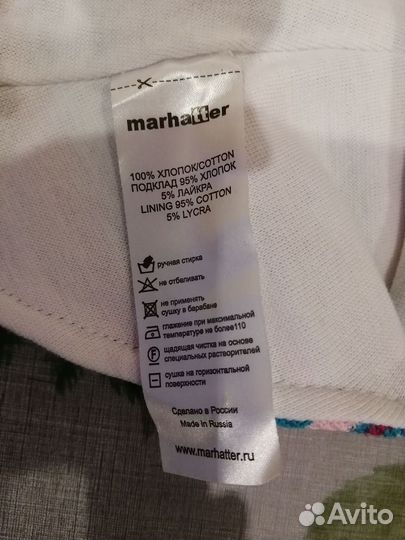 marhatter
100% ХЛОПОК/COTTON
ПОДКЛАД 95% ХЛОПОК
5% ЛАЙКРА
LINING 95% COTTON
5% LYCRA
ручная стирка
не отбеливать
не применять
сушку в барабане
глажение при максимальной
температуре не более110
F
щадящая чистка на основе
специальных растворителей
сушка на горизонтальной
поверхности
Сделано в России
Made in Russia
www.marhatter.ru
Avito